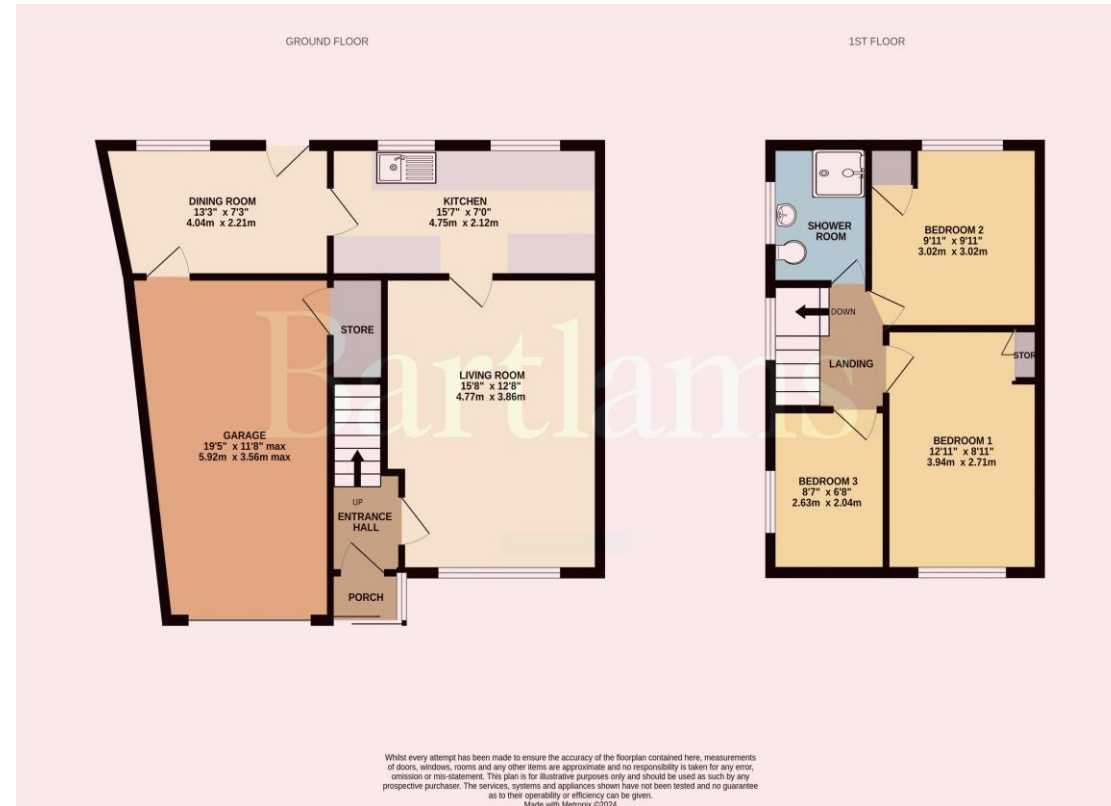 GROUND FLOOR
1ST FLOOR
DINING ROOM
13'3" x 7'3"
4.04m x 2.21m
KITCHEN
15'7" x 7'0"
4.75m x 2.12m
STORE
LIVING ROOM
15'8" x 12'8"
4.77m x 3.86m
GARAGE
19'5" x 11'8" max
5.92m x 3.56m max
UP
ENTRANCE
HALL
PORCH
SHOWER
ROOM
BEDROOM 2
9'11" x 9'11"
3.02m x 3.02m
DOWN
LANDING
STOR
BEDROOM 1
12'11" x 8'11"
3.94m x 2.71m
BEDROOM 3
8'7" x 6'8"
2.63m x 2.04m
Bartlams
Whilst every attempt has been made to ensure the accuracy of the floorplan contained here, measurements
of doors, windows, rooms and any other items are approximate and no responsibility is taken for any error,
omission or mis-statement. This plan is for illustrative purposes only and should be used as such by any
prospective purchaser. The services, systems and appliances shown have not been tested and no guarantee
as to their operability or efficiency can be given.
Made with Metropix ©2024